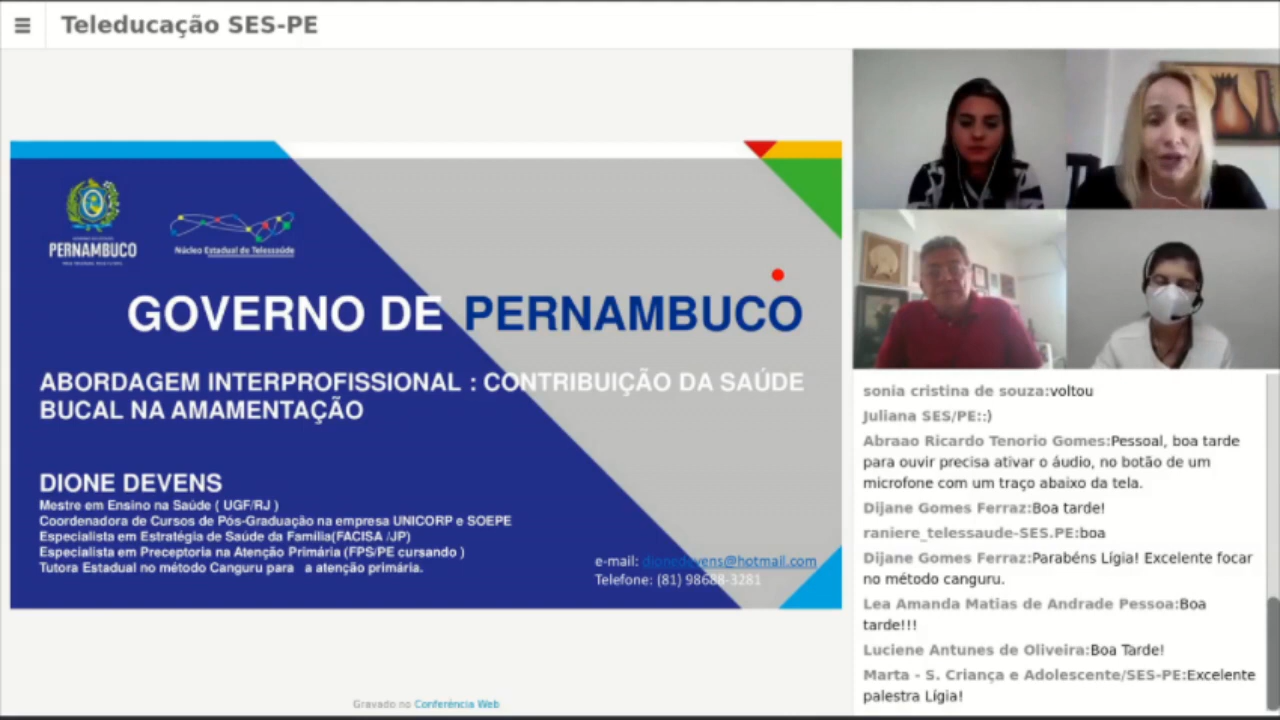 Teleducação SES-PE
PERNAMBUCO
Núcleo Estadual de Telessaúde
GOVERNO DE PERNAMBUCO
ABORDAGEM INTERPROFISSIONAL : CONTRIBUIÇÃO DA SAÚDE
BUCAL NA AMAMENTAÇÃO
DIONE DEVENS
Mestre em Ensino na Saúde ( UGF/RJ )
Coordenadora de Cursos de Pós-Graduação na empresa UNICORP e SOEPE
Especialista em Estratégia de Saúde da Família(FACISA /JP)
Especialista em Preceptoria na Atenção Primária (FPS/PE cursando )
Tutora Estadual no método Canguru para a atenção primária.
e-mail: dionedevens@hotmail.com
Telefone: (81) 98688-3281
sonia cristina de souza:voltou
Juliana SES/PE::)
Abraao Ricardo Tenorio Gomes:Pessoal, boa tarde
para ouvir precisa ativar o áudio, no botão de um
microfone com um traço abaixo da tela.
Dijane Gomes Ferraz:Boa tarde!
raniere_telessaude-SES.PE:boa
Dijane Gomes Ferraz:Parabéns Lígia! Excelente focar
no método canguru.
Lea Amanda Matias de Andrade Pessoa:Boa
tarde!!!
Luciene Antunes de Oliveira:Boa Tarde!
Marta - S. Criança e Adolescente/SES-PE:Excelente
palestra Lígia!
Gravado no Conferência Web